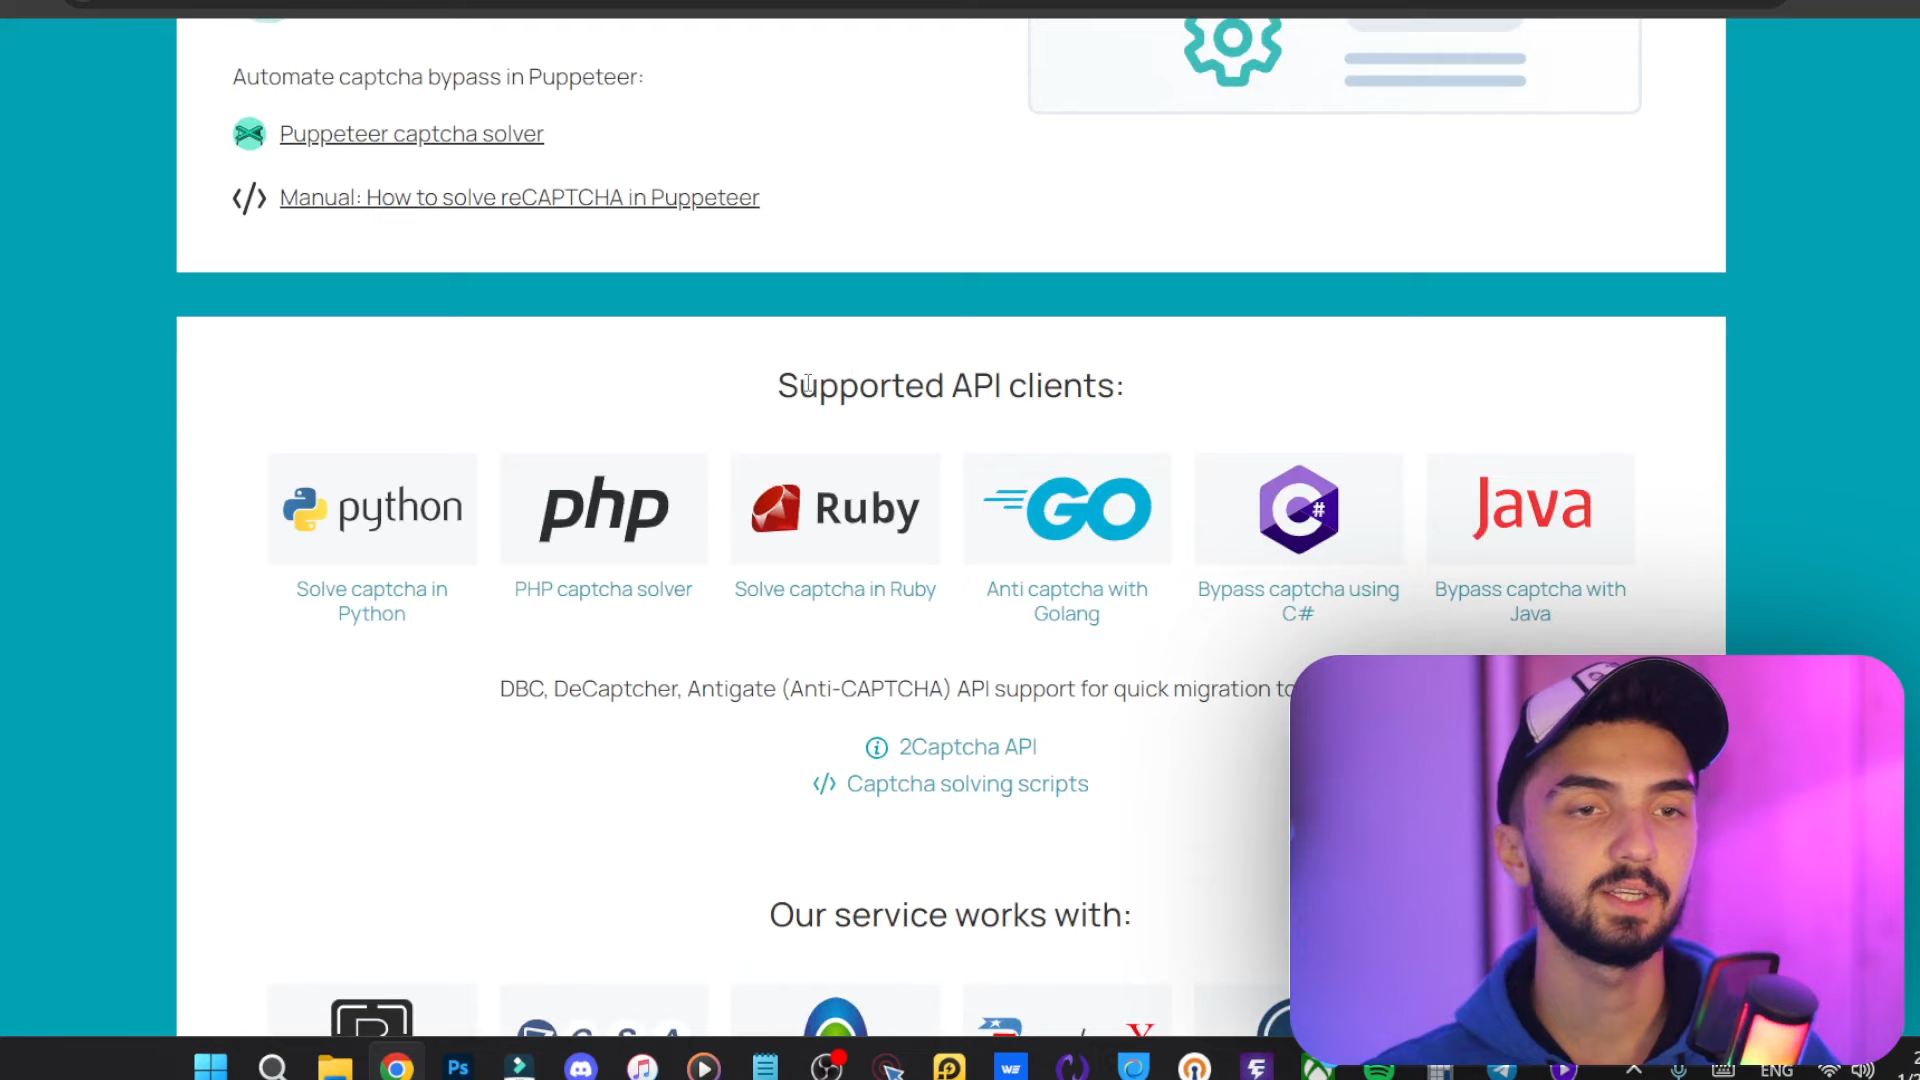 Automate captcha bypass in Puppeteer:
Puppeteer captcha solver
</> Manual: How to solve reCAPTCHA in Puppeteer
Supported API clients:
python
php
Ruby
GO
C#
Java
Solve captcha in
Python
PHP captcha solver
Solve captcha in Ruby
Anti captcha with
Golang
Bypass captcha using
C#
Bypass captcha with
Java
DBC, DeCaptcher, Antigate (Anti-CAPTCHA) API support for quick migration to
2Captcha API
</> Captcha solving scripts
Our service works with:
Ps
WE
ENG